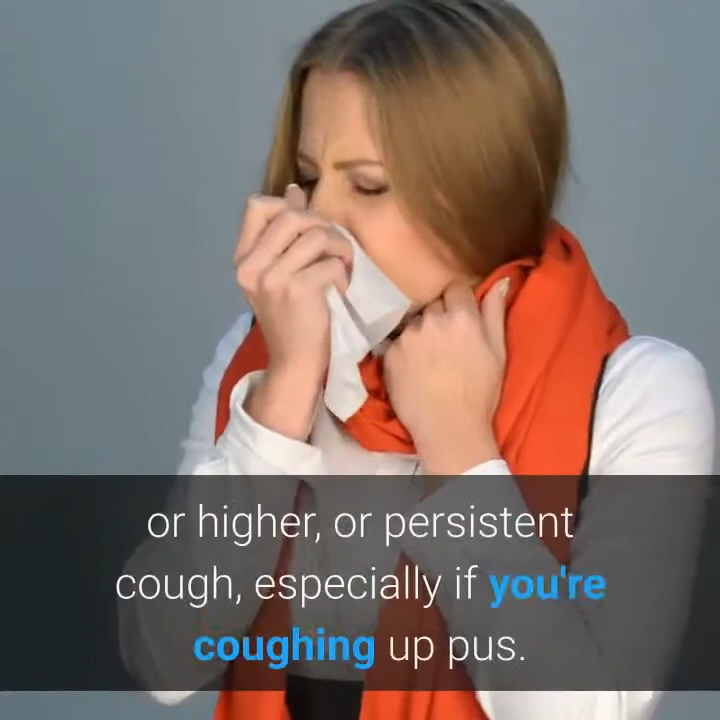 or higher, or persistent
cough, especially if you're
coughing up pus.